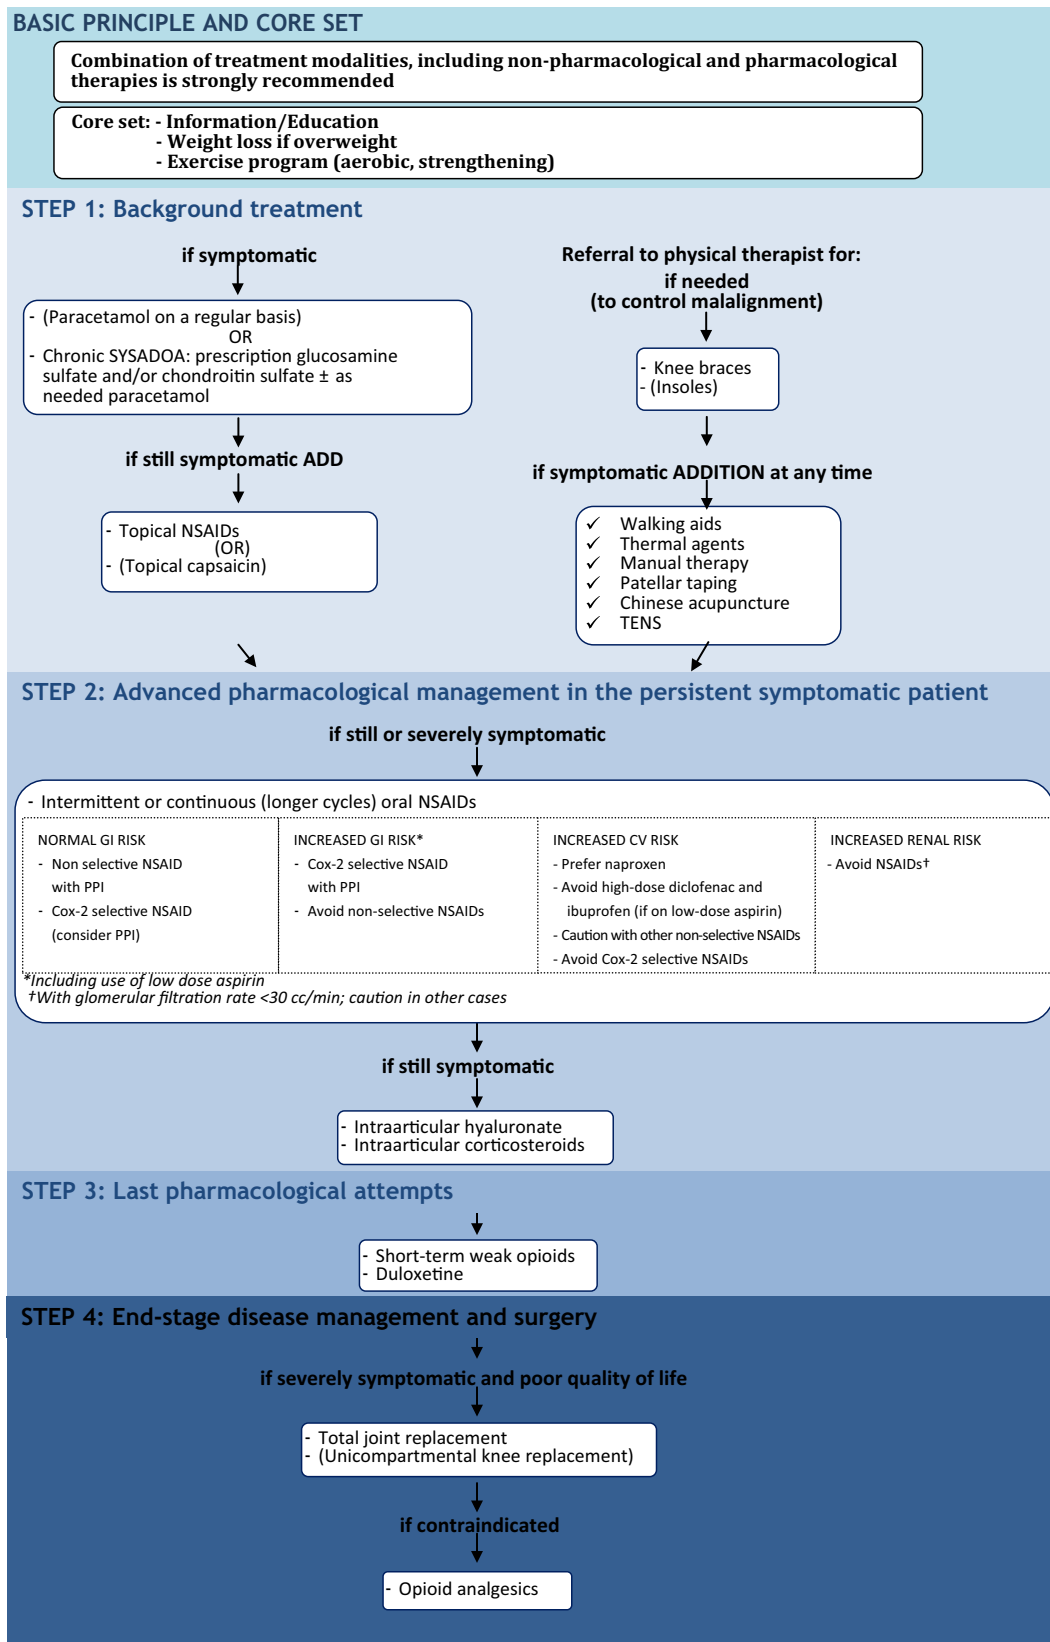 BASIC PRINCIPLE AND CORE SET
Combination of treatment modalities, including non-pharmacological and pharmacological
therapies is strongly recommended
Core set: - Information/Education
- Weight loss if overweight
- Exercise program (aerobic, strengthening)
STEP 1: Background treatment
if symptomatic
- (Paracetamol on a regular basis)
OR
- Chronic SYSADOA: prescription glucosamine
sulfate and/or chondroitin sulfate ± as
needed paracetamol
if still symptomatic ADD
- Topical NSAIDs
(OR)
- (Topical capsaicin)
Referral to physical therapist for:
if needed
(to control malalignment)
- Knee braces
- (Insoles)
if symptomatic ADDITION at any time
✓ Walking aids
✓ Thermal agents
✓ Manual therapy
✓ Patellar taping
✓ Chinese acupuncture
✓ TENS
STEP 2: Advanced pharmacological management in the persistent symptomatic patient
if still or severely symptomatic
- Intermittent or continuous (longer cycles) oral NSAIDs
NORMAL GI RISK
- Non selective NSAID
with PPI
- Cox-2 selective NSAID
(consider PPI)
INCREASED GI RISK*
- Cox-2 selective NSAID
with PPI
- Avoid non-selective NSAIDs
INCREASED CV RISK
- Prefer naproxen
- Avoid high-dose diclofenac and
ibuprofen (if on low-dose aspirin)
- Caution with other non-selective NSAIDs
- Avoid Cox-2 selective NSAIDs
INCREASED RENAL RISK
- Avoid NSAIDs†
*Including use of low dose aspirin
†With glomerular filtration rate <30 cc/min; caution in other cases
if still symptomatic
- Intraarticular hyaluronate
- Intraarticular corticosteroids
STEP 3: Last pharmacological attempts
- Short-term weak opioids
- Duloxetine
STEP 4: End-stage disease management and surgery
if severely symptomatic and poor quality of life
- Total joint replacement
- (Unicompartmental knee replacement)
if contraindicated
- Opioid analgesics